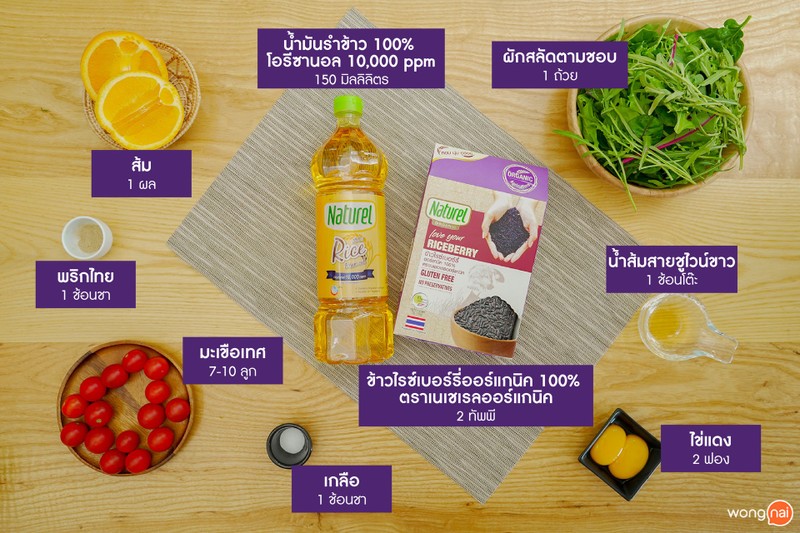 น้ำมันรำข้าว 100%
โอรีซานอล 10,000 ppm
150 มิลลิลิตร
ผักสลัดตามชอบ
1 ถ้วย
ส้ม
1 ผล
ORGANIC
Naturel
Rice
Naturel
love your
RICEBERRY
GLUTEN FREE
NO PRESERVATIVES
พริกไทย
1 ช้อนชา
น้ำส้มสายชูไวน์ขาว
1 ช้อนโต๊ะ
มะเขือเทศ
7-10 ลูก
ข้าวไรซ์เบอร์รี่ออร์แกนิค 100%
ตราเนเชเรลออร์แกนิค
2 ทัพพี
ไข่แดง
2 ฟอง
เกลือ
1 ช้อนชา
wongnai